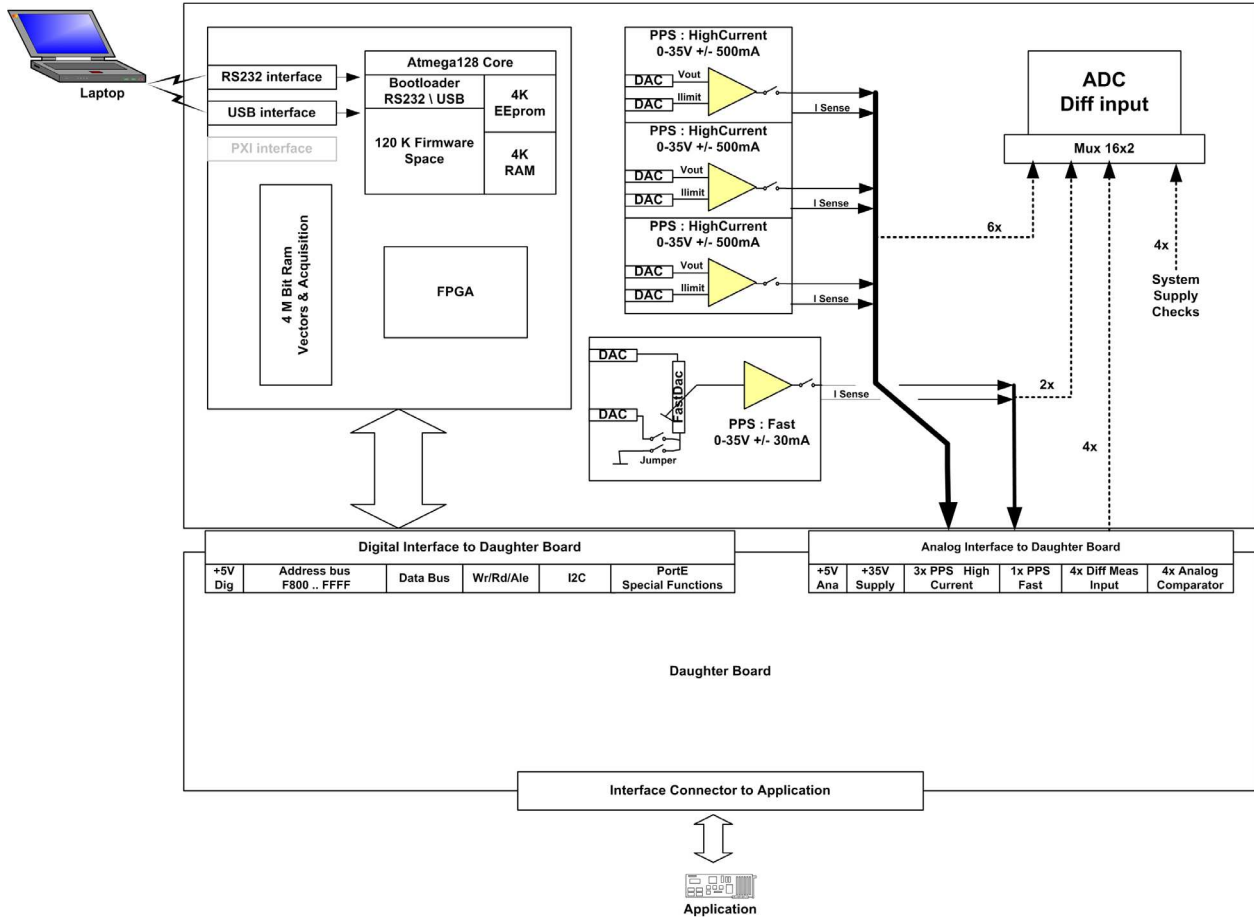 Laptop
RS232 interface
USB interface
PXI interface
Atmega128 Core
Bootloader
RS232 \ USB
4K
EEprom
120 K Firmware
Space
4K
RAM
4 M Bit Ram
Vectors & Acquisition
FPGA
PPS : HighCurrent
0-35V +/- 500mA
DAC
Vout
DAC
Ilimit
I Sense
PPS : HighCurrent
0-35V +/- 500mA
DAC
Vout
DAC
Ilimit
I Sense
PPS : HighCurrent
0-35V +/- 500mA
DAC
Vout
DAC
Ilimit
I Sense
DAC
DAC
FastDac
Jumper
PPS : Fast
0-35V +/- 30mA
I Sense
ADC
Diff input
Mux 16x2
6x
4x
System
Supply
Checks
2x
4x
Digital Interface to Daughter Board
+5V
Dig
Address bus
F800 .. FFFF
Data Bus
Wr/Rd/Ale
I2C
PortE
Special Functions
Analog Interface to Daughter Board
+5V
Ana
+35V
Supply
3x PPS High
Current
1x PPS
Fast
4x Diff Meas
Input
4x Analog
Comparator
Daughter Board
Interface Connector to Application
Application